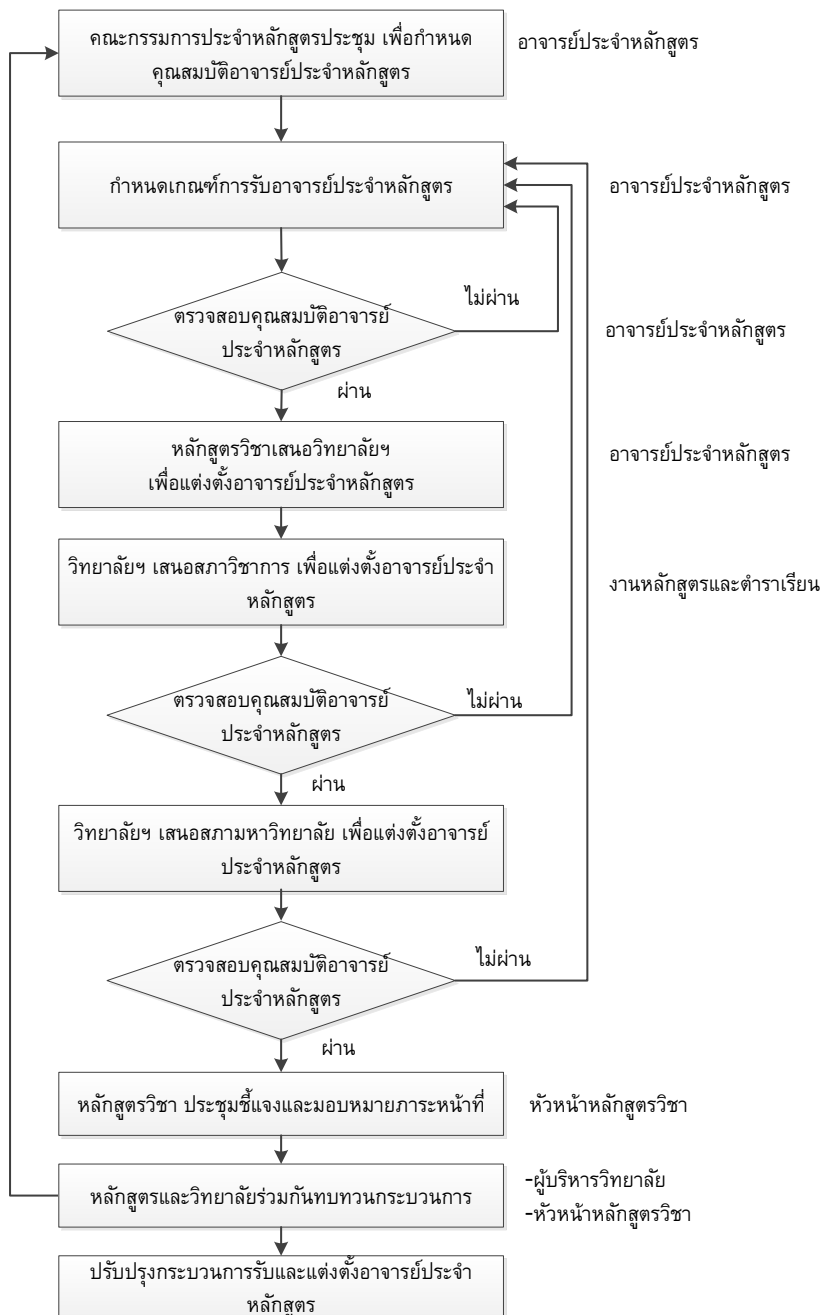 คณะกรรมการประจำหลักสูตรประชุม เพื่อกำหนด
คุณสมบัติอาจารย์ประจำหลักสูตร
อาจารย์ประจำหลักสูตร
กำหนดเกณฑ์การรับอาจารย์ประจำหลักสูตร
อาจารย์ประจำหลักสูตร
ตรวจสอบคุณสมบัติอาจารย์
ประจำหลักสูตร
ไม่ผ่าน
อาจารย์ประจำหลักสูตร
ผ่าน
หลักสูตรวิชาเสนอวิทยาลัยฯ
เพื่อแต่งตั้งอาจารย์ประจำหลักสูตร
อาจารย์ประจำหลักสูตร
วิทยาลัยฯ เสนอสภาวิชาการ เพื่อแต่งตั้งอาจารย์ประจำ
หลักสูตร
งานหลักสูตรและตำราเรียน
ตรวจสอบคุณสมบัติอาจารย์
ประจำหลักสูตร
ไม่ผ่าน
ผ่าน
วิทยาลัยฯ เสนอสภามหาวิทยาลัย เพื่อแต่งตั้งอาจารย์
ประจำหลักสูตร
ตรวจสอบคุณสมบัติอาจารย์
ประจำหลักสูตร
ไม่ผ่าน
ผ่าน
หลักสูตรวิชา ประชุมชี้แจงและมอบหมายภาระหน้าที่
หัวหน้าหลักสูตรวิชา
หลักสูตรและวิทยาลัยร่วมกันทบทวนกระบวนการ
-ผู้บริหารวิทยาลัย
-หัวหน้าหลักสูตรวิชา
ปรับปรุงกระบวนการรับและแต่งตั้งอาจารย์ประจำ
หลักสูตร